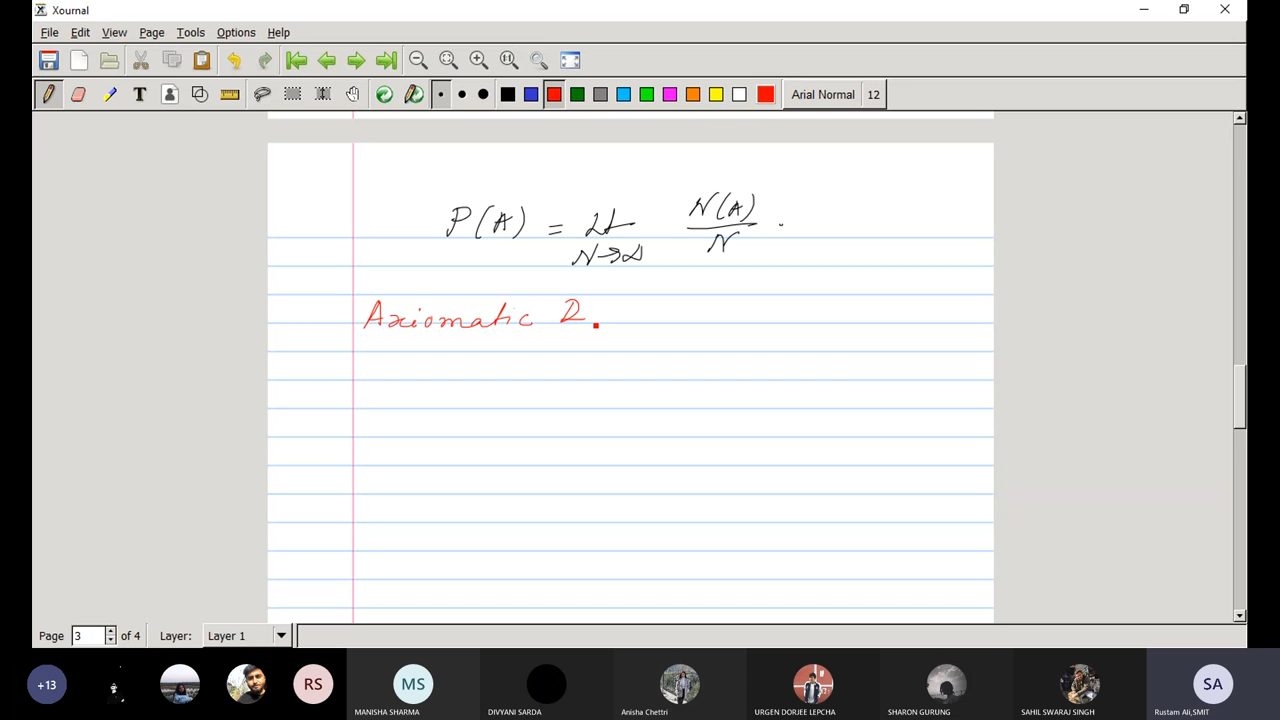 Xournal
File Edit View Page Tools Options Help
Arial Normal 12
P(A) = Lt N(A)
N→∞ N
Axiomatic D
Page 3 of 4 Layer: Layer 1
+13 RS MS SA
MANISHA SHARMA DIVYANI SARDA Anisha Chettri URGEN DORJEE LEPCHA SHARON GURUNG SAHIL SWARAJ SINGH Rustam Ali,SMIT